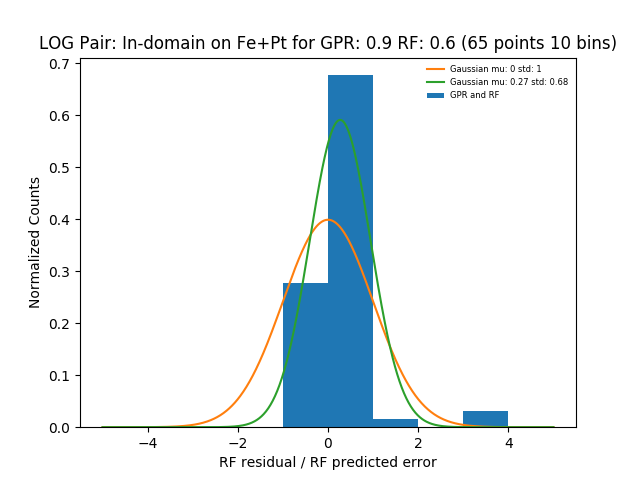 LOG Pair: In-domain on Fe+Pt for GPR: 0.9 RF: 0.6 (65 points 10 bins)
Gaussian mu: 0 std: 1
Gaussian mu: 0.27 std: 0.68
GPR and RF
Normalized Counts
0.7
0.6
0.5
0.4
0.3
0.2
0.1
0.0
−4
−2
0
2
4
RF residual / RF predicted error